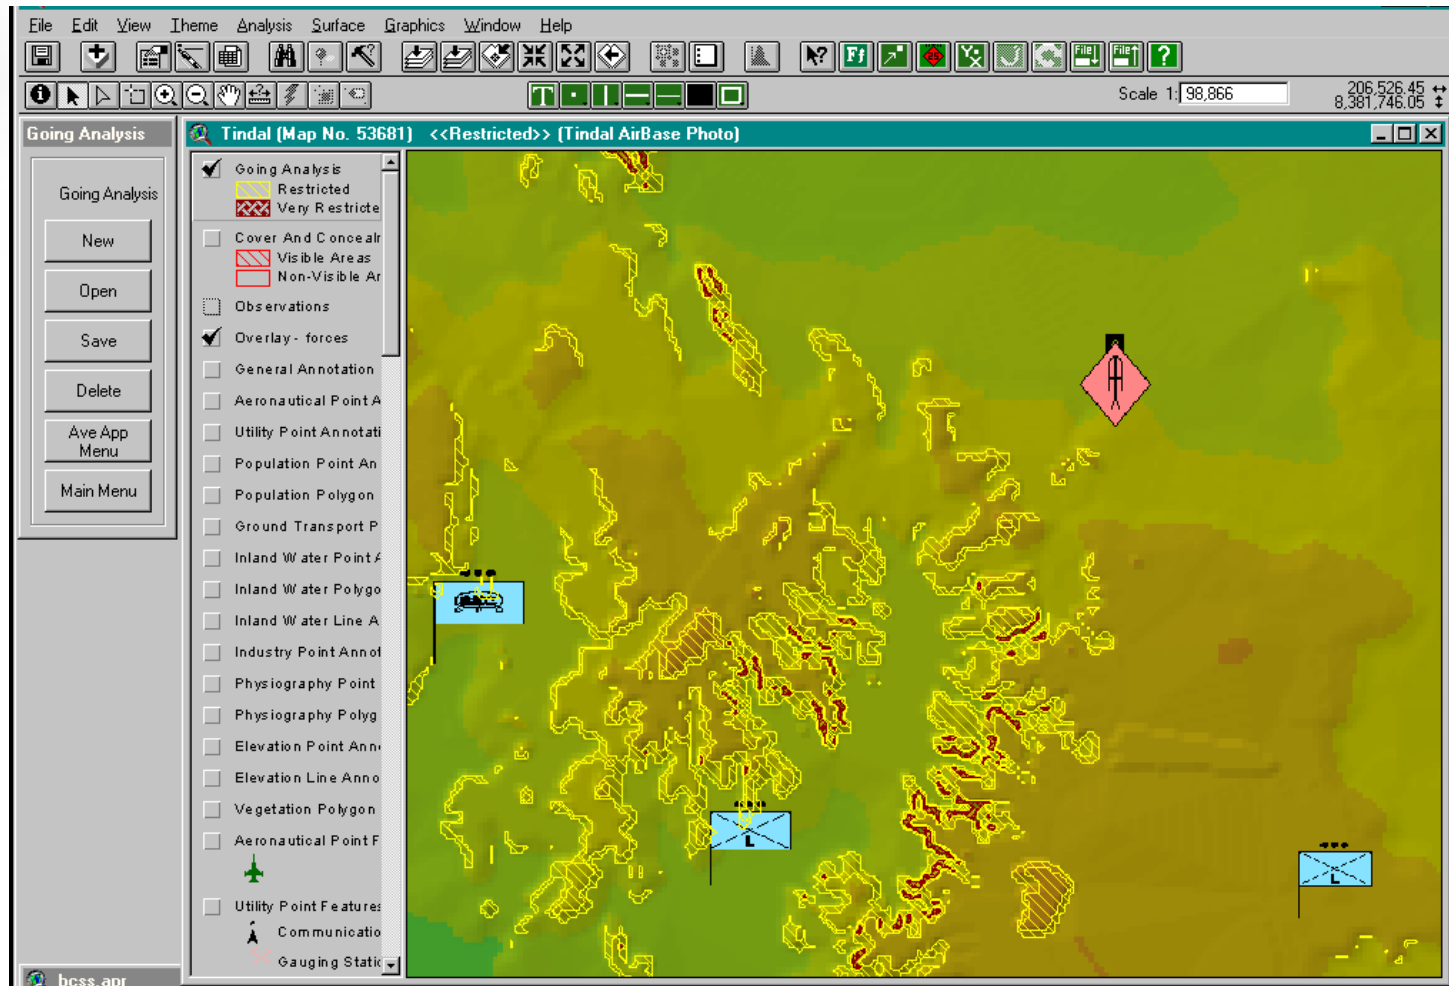 File Edit View Theme Analysis Surface Graphics Window Help
Scale 1: 98,866
206,526.45
8,381,746.05
Going Analysis
Going Analysis
New
Open
Save
Delete
Ave App
Menu
Main Menu
Tindal (Map No. 53681) <<Restricted>> (Tindal AirBase Photo)
Going Analysis
Restricted
Very Restricte
Cover And Concealr
Visible Areas
Non-Visible Ar
Observations
Overlay - forces
General Annotation
Aeronautical Point A
Utility Point Annotati
Population Point An
Population Polygon
Ground Transport P
Inland Water Point A
Inland Water Polygo
Inland Water Line A
Industry Point Annot
Physiography Point
Physiography Polyg
Elevation Point Ann
Elevation Line Anno
Vegetation Polygon
Aeronautical Point F
Utility Point Features
Communicatio
Gauging Static
L
L
bcss.apr